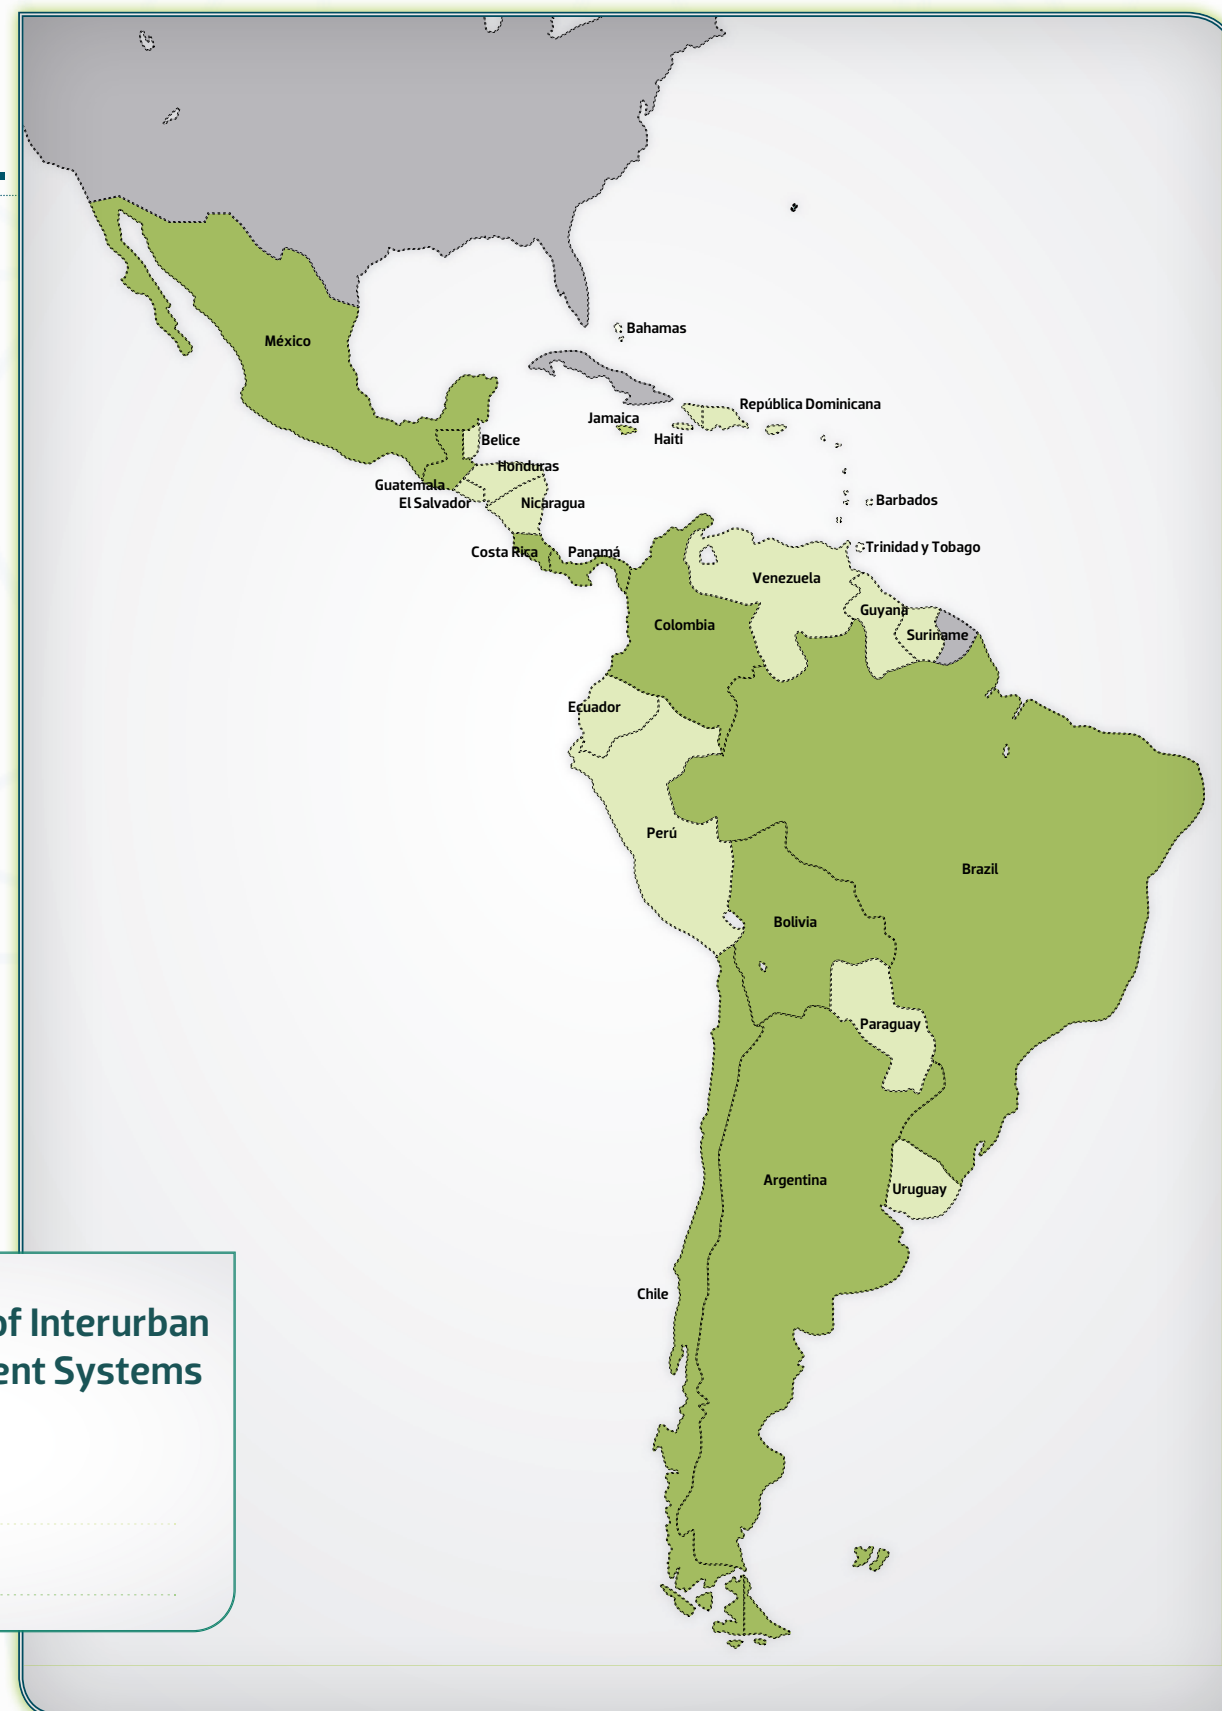 México
Bahamas
República Dominicana
Jamaica
Haiti
Belice
Honduras
Guatemala
El Salvador
Nicaragua
Barbados
Costa Rica
Panamá
Trinidad y Tobago
Venezuela
Guyana
Colombia
Suriname
Ecuador
Perú
Brazil
Bolivia
Paraguay
Argentina
Uruguay
Chile
of Interurban
ent Systems